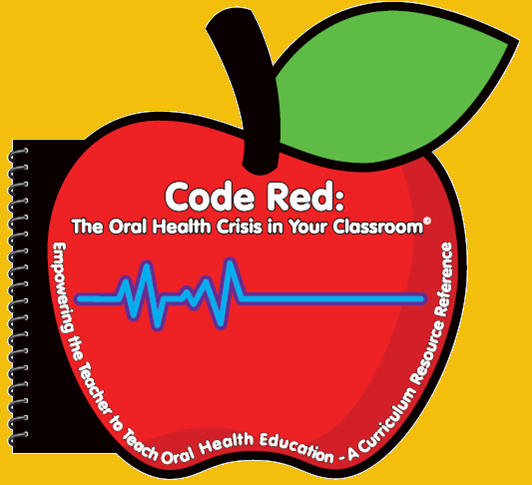 Code Red:
The Oral Health Crisis in Your Classroom©
Empowering the Teacher to Teach Oral Health Education - A Curriculum Resource Reference